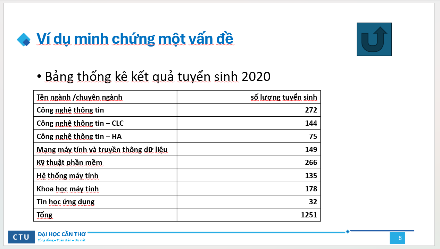 Ví dụ minh chứng một vấn đề
• Bảng thống kê kết quả tuyển sinh 2020
Tên ngành /chuyên ngành số lượng tuyển sinh
Công nghệ thông tin 272
Công nghệ thông tin – CLC 144
Công nghệ thông tin – HA 75
Mạng máy tính và truyền thông dữ liệu 149
Kỹ thuật phần mềm 266
Hệ thống máy tính 135
Khoa học máy tính 178
Tin học ứng dụng 32
Tổng 1251
CTU ĐẠI HỌC CẦN THƠ